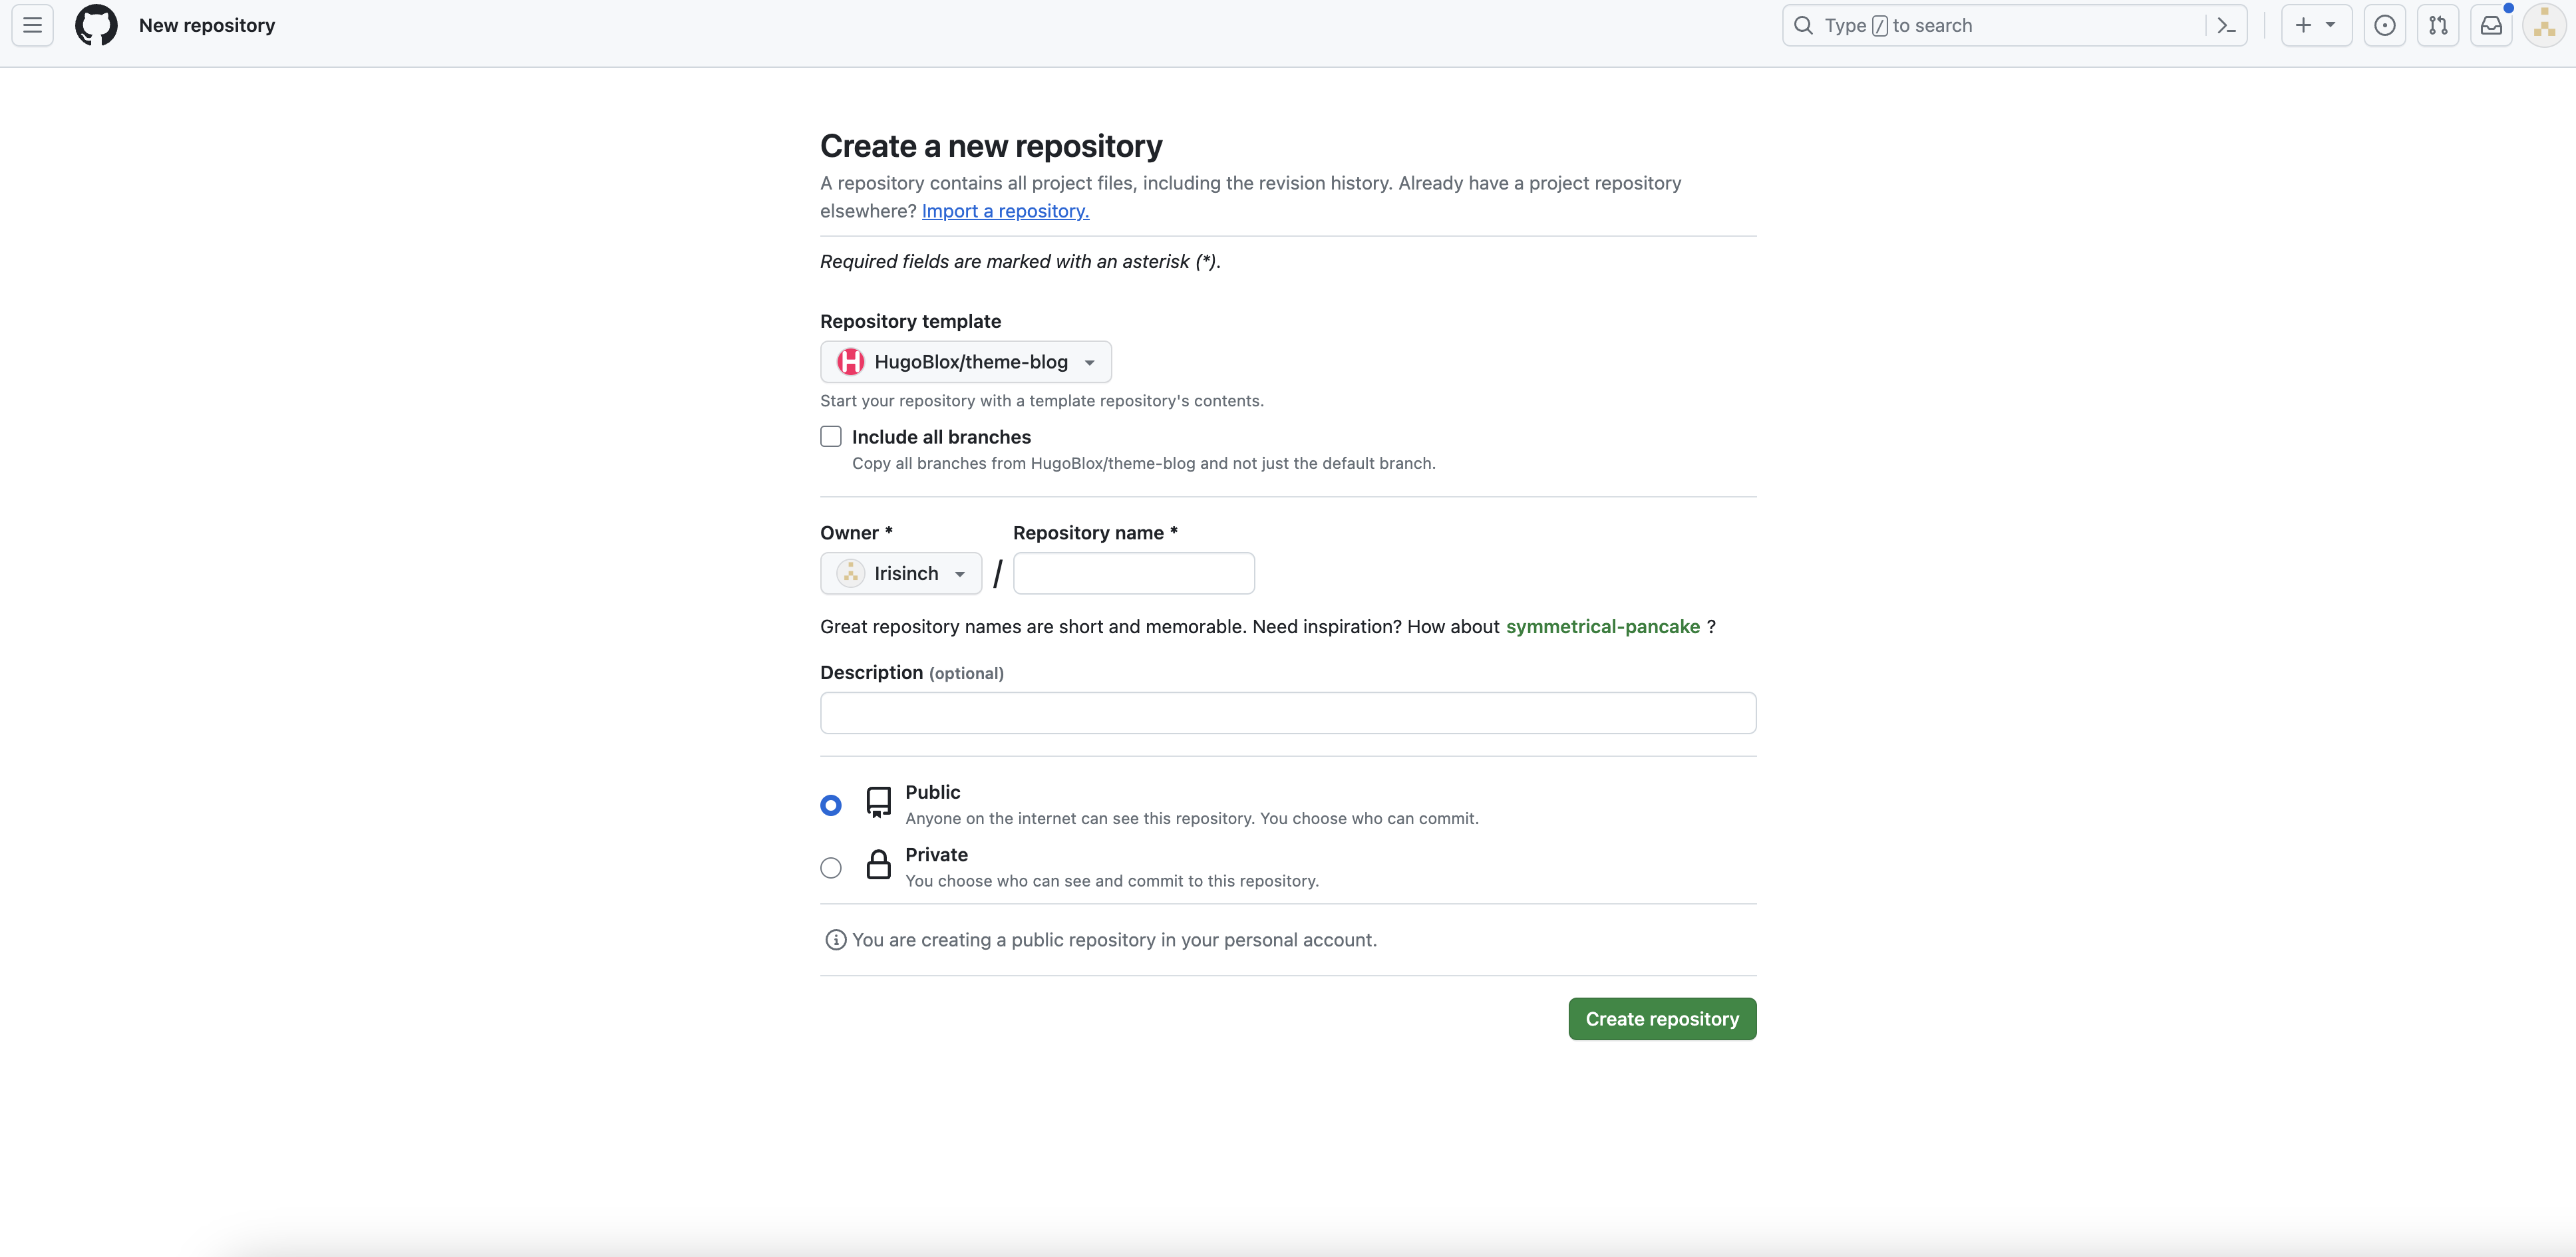 New repository
Type / to search
Create a new repository
A repository contains all project files, including the revision history. Already have a project repository
elsewhere? Import a repository.
Required fields are marked with an asterisk (*).
Repository template
H HugoBlox/theme-blog
Start your repository with a template repository's contents.
Include all branches
Copy all branches from HugoBlox/theme-blog and not just the default branch.
Owner * Repository name *
Irisinch /
Great repository names are short and memorable. Need inspiration? How about symmetrical-pancake ?
Description (optional)
Public
Anyone on the internet can see this repository. You choose who can commit.
Private
You choose who can see and commit to this repository.
You are creating a public repository in your personal account.
Create repository